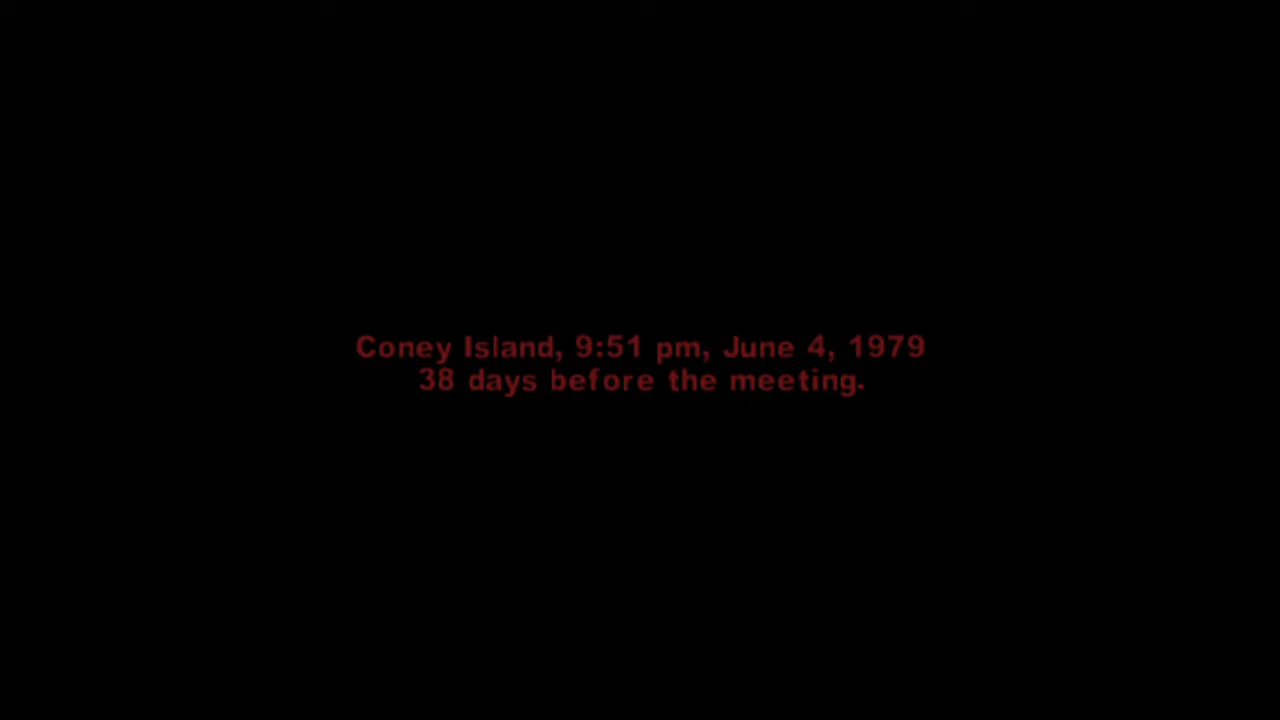 Coney Island, 9:51 pm, June 4, 1979
38 days before the meeting.